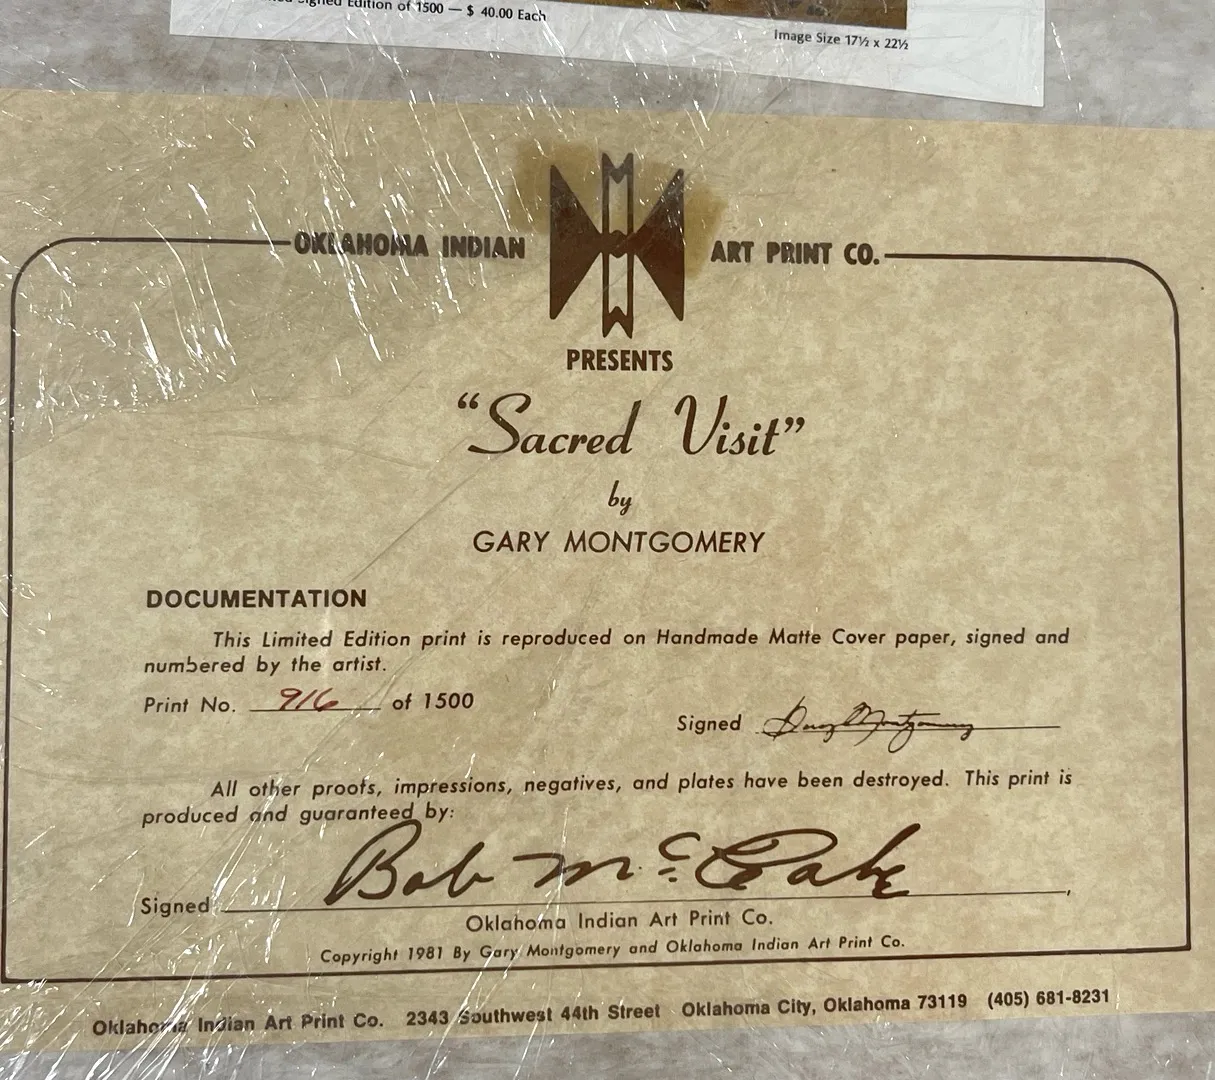 Signed Edition of 1500 — $ 40.00 Each
Image Size 17½ x 22½
OKLAHOMA INDIAN ART PRINT CO.
PRESENTS
“Sacred Visit”
by
GARY MONTGOMERY
DOCUMENTATION
This Limited Edition print is reproduced on Handmade Matte Cover paper, signed and
numbered by the artist.
Print No. 916 of 1500
Signed Gary Montgomery
All other proofs, impressions, negatives, and plates have been destroyed. This print is
produced and guaranteed by:
Signed Bob
Oklahoma Indian Art Print Co.
Copyright 1981 By Gary Montgomery and Oklahoma Indian Art Print Co.
Oklahoma Indian Art Print Co. 2343 Southwest 44th Street Oklahoma City, Oklahoma 73119 (405) 681-8231